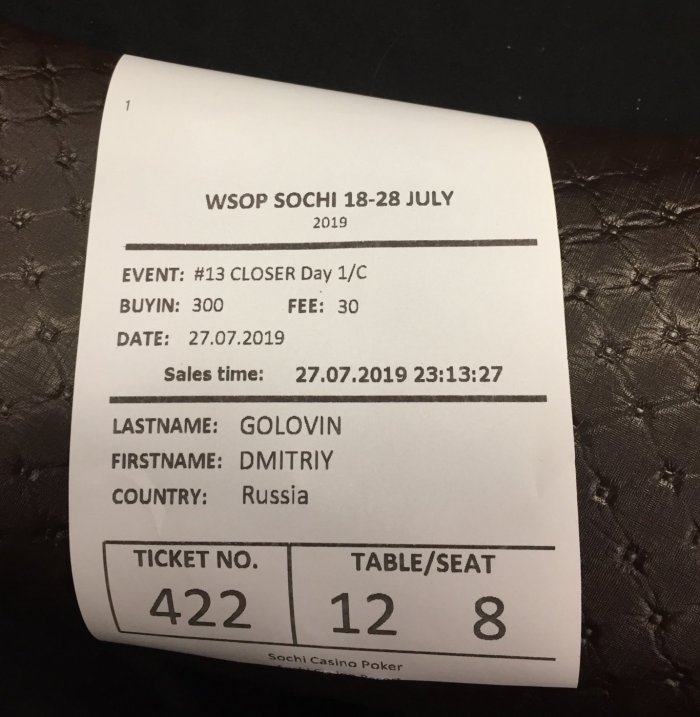 1
WSOP SOCHI 18-28 JULY
2019
EVENT: #13 CLOSER Day 1/C
BUYIN: 300 FEE: 30
DATE: 27.07.2019
Sales time: 27.07.2019 23:13:27
LASTNAME: GOLOVIN
FIRSTNAME: DMITRIY
COUNTRY: Russia
TICKET NO. TABLE/SEAT
422 12 8
Sochi Casino Poker